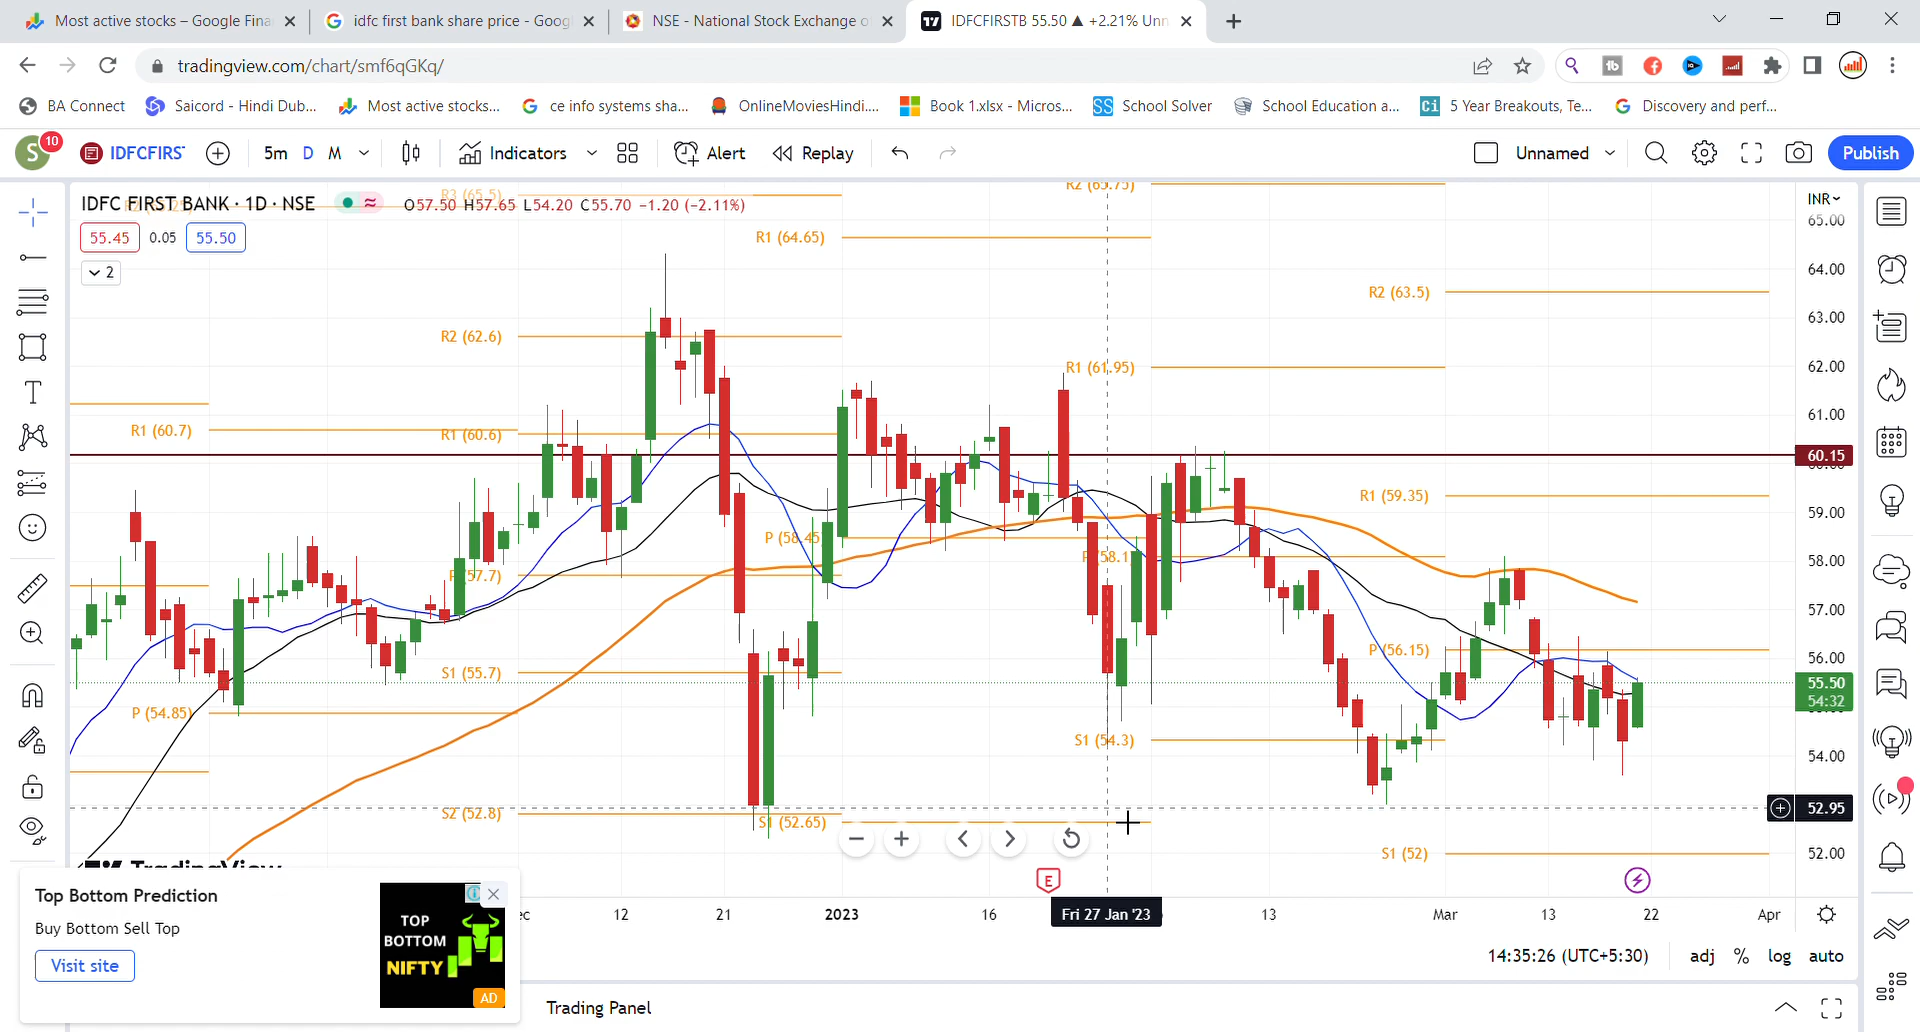 Most active stocks – Google Fina
idfc first bank share price - Goog
NSE - National Stock Exchange o
IDFCFIRSTB 55.50 ▲ +2.21% Unn
tradingview.com/chart/smf6qGKq/
BA Connect
Saicord - Hindi Dub...
Most active stocks...
ce info systems sha...
OnlineMoviesHindi....
Book 1.xlsx - Micros...
School Solver
School Education a...
5 Year Breakouts, Te...
Discovery and perf...
S
10
IDFCFIRST
5m
D
M
Indicators
Alert
Replay
Unnamed
Publish
IDFC FIRST BANK · 1D · NSE
O57.50 H57.65 L54.20 C55.70 −1.20 (−2.11%)
INR
55.45
0.05
55.50
2
R3 (65.5)
R2 (65.75)
R1 (64.65)
R2 (63.5)
R2 (62.6)
R1 (61.95)
R1 (60.7)
R1 (60.6)
R1 (59.35)
P (58.45)
P (57.7)
P (56.15)
S1 (55.7)
P (54.85)
S1 (54.3)
S2 (52.8)
S1 (52.65)
S1 (52)
65.00
64.00
63.00
62.00
61.00
60.15
59.00
58.00
57.00
56.00
55.50
54:32
54.00
52.95
52.00
TradingView
E
12
21
2023
16
Fri 27 Jan '23
13
Mar
13
22
Apr
Top Bottom Prediction
Buy Bottom Sell Top
Visit site
TOP
BOTTOM
NIFTY
AD
14:35:26 (UTC+5:30)
adj
%
log
auto
Trading Panel